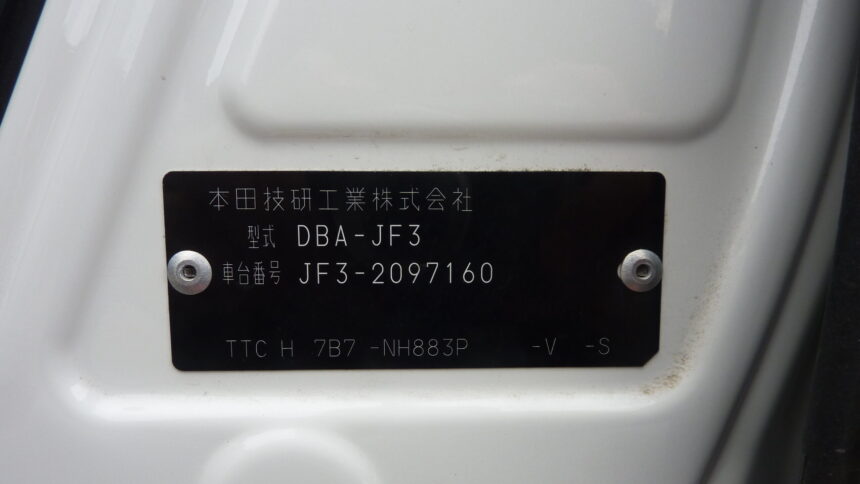 本田技研工業株式会社
型式 DBA-JF3
車台番号 JF3-2097160
TTC H 7B7 -NH883P -V -S